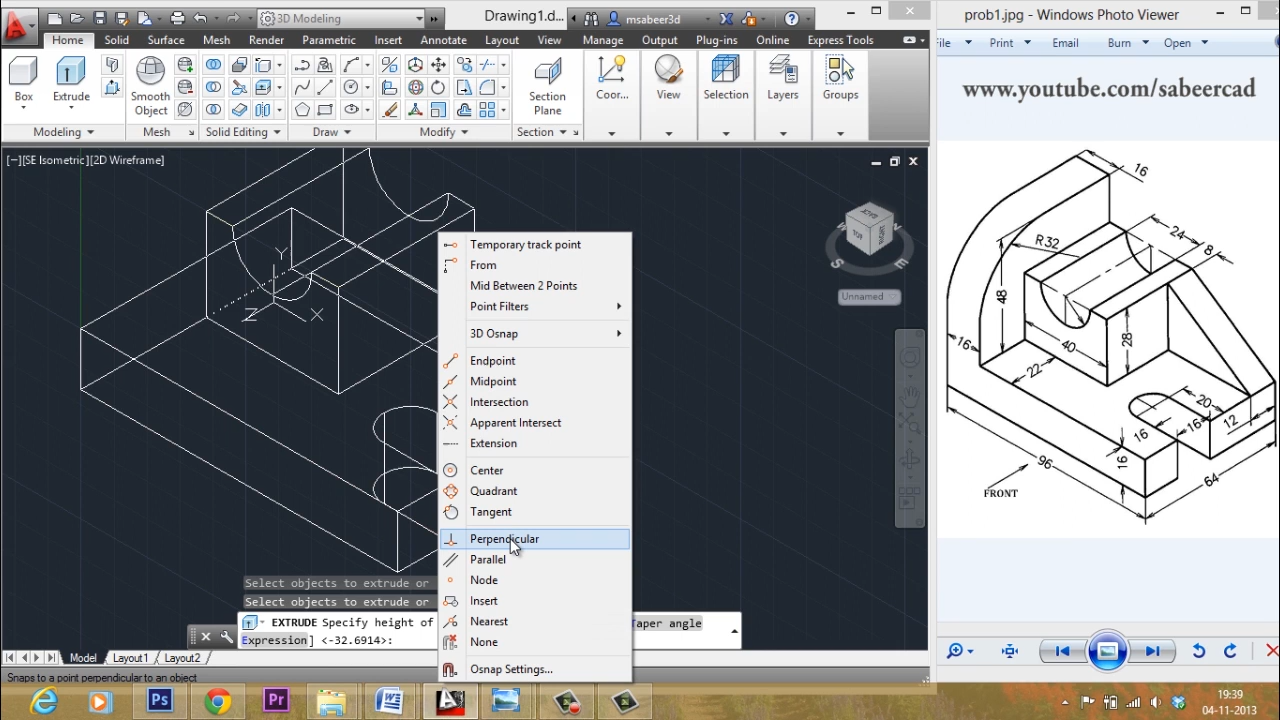 3D Modeling
Drawing1.d...
msabeer3d
Home Solid Surface Mesh Render Parametric Insert Annotate Layout View Manage Output Plug-ins Online Express Tools
Box Extrude Smooth Object Section Plane Coor... View Selection Layers Groups
Modeling Mesh Solid Editing Draw Modify Section
[−][SE Isometric][2D Wireframe]
Y
Z X
TOP
S E
Unnamed
Temporary track point
From
Mid Between 2 Points
Point Filters
3D Osnap
Endpoint
Midpoint
Intersection
Apparent Intersect
Extension
Center
Quadrant
Tangent
Perpendicular
Parallel
Node
Insert
Nearest
None
Osnap Settings...
Select objects to extrude or
Select objects to extrude or
EXTRUDE Specify height of Taper angle
Expression] <-32.6914>:
Model Layout1 Layout2
Snaps to a point perpendicular to an object
prob1.jpg - Windows Photo Viewer
File Print Email Burn Open
www.youtube.com/sabeercad
16
24
8
R32
48
16
40
28
22
20
16
16
12
16
96
64
FRONT
Ps Pr
19:39
04-11-2013